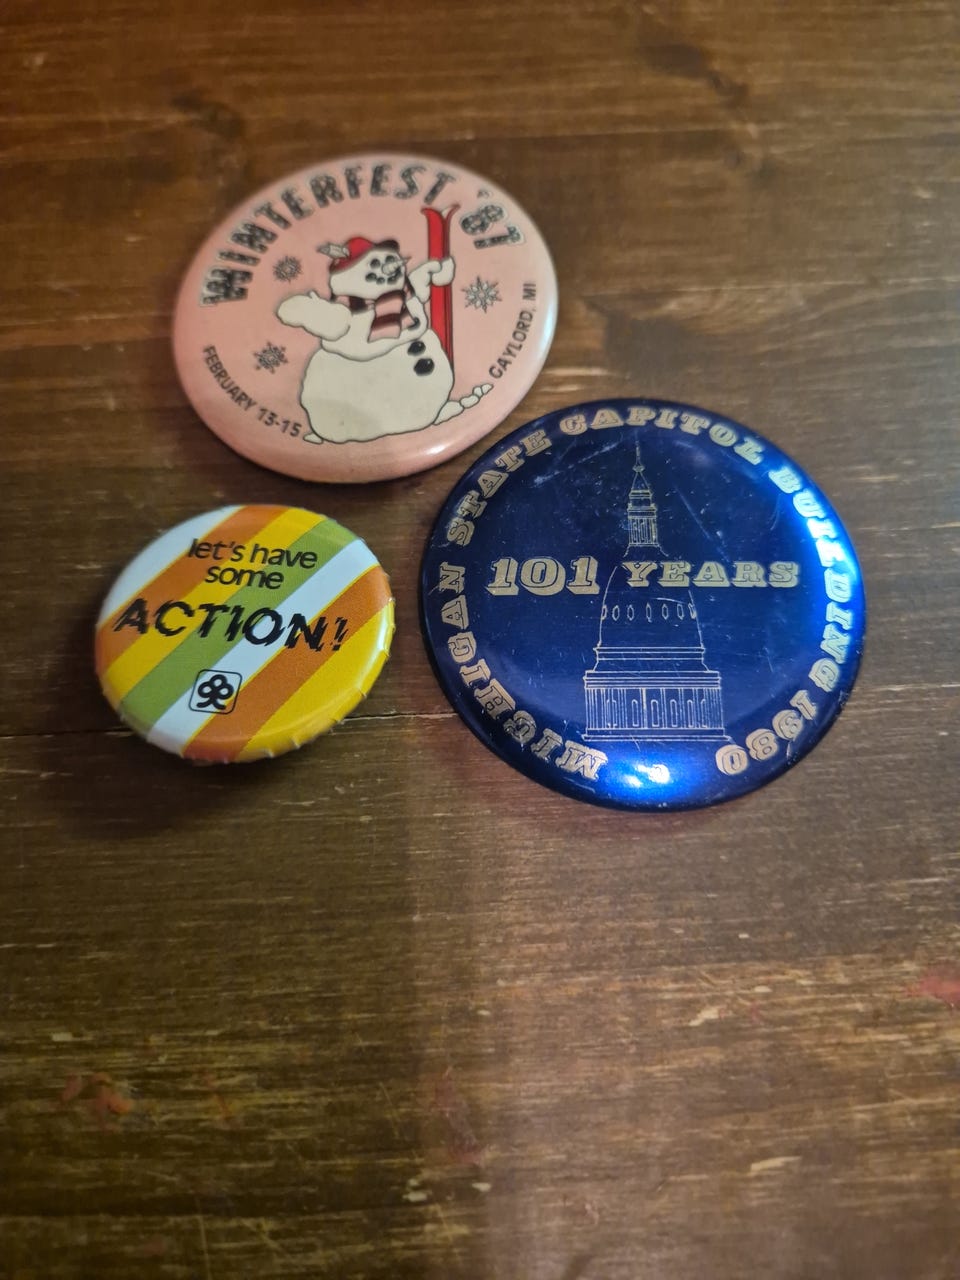 WINTERFEST '87
FEBRUARY 13-15
GAYLORD, MI
MICHIGAN STATE CAPITOL BUILDING 1980
101 YEARS
let's have
some
ACTION!